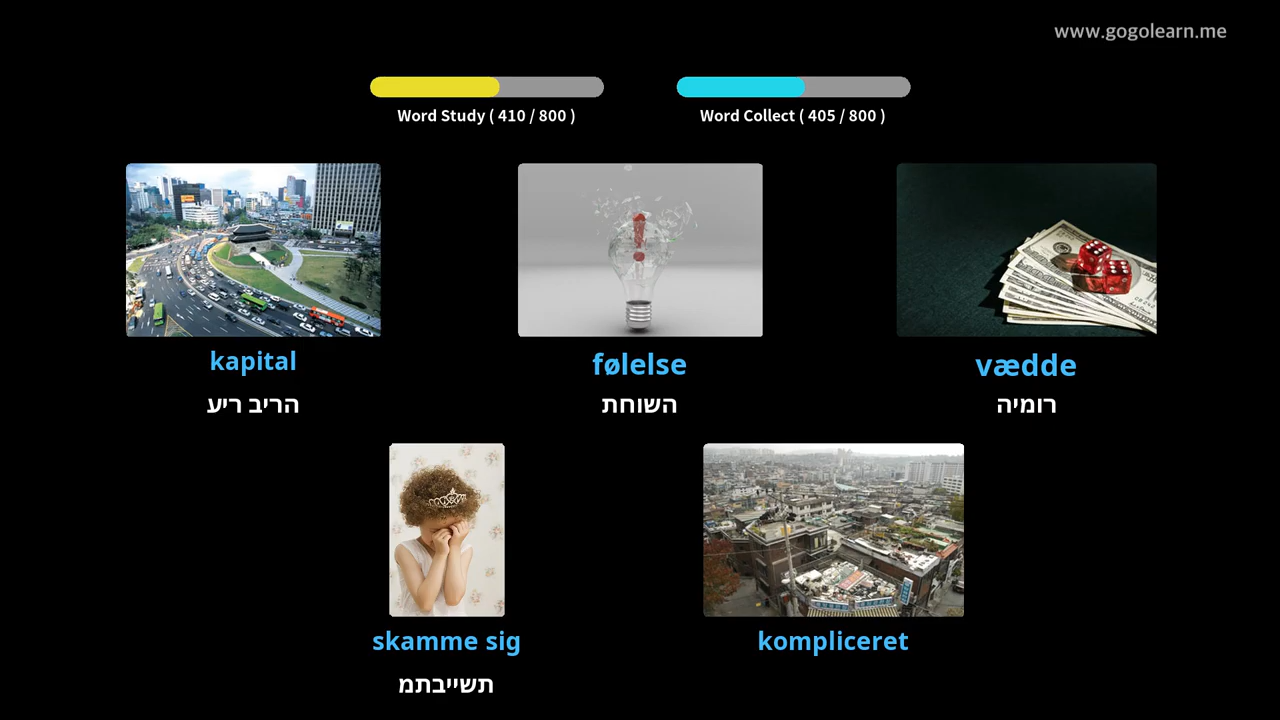 www.gogolearn.me
Word Study ( 410 / 800 )
Word Collect ( 405 / 800 )
kapital
הריב ריע
følelse
השוחת
vædde
רומיה
skamme sig
תשייבתמ
kompliceret